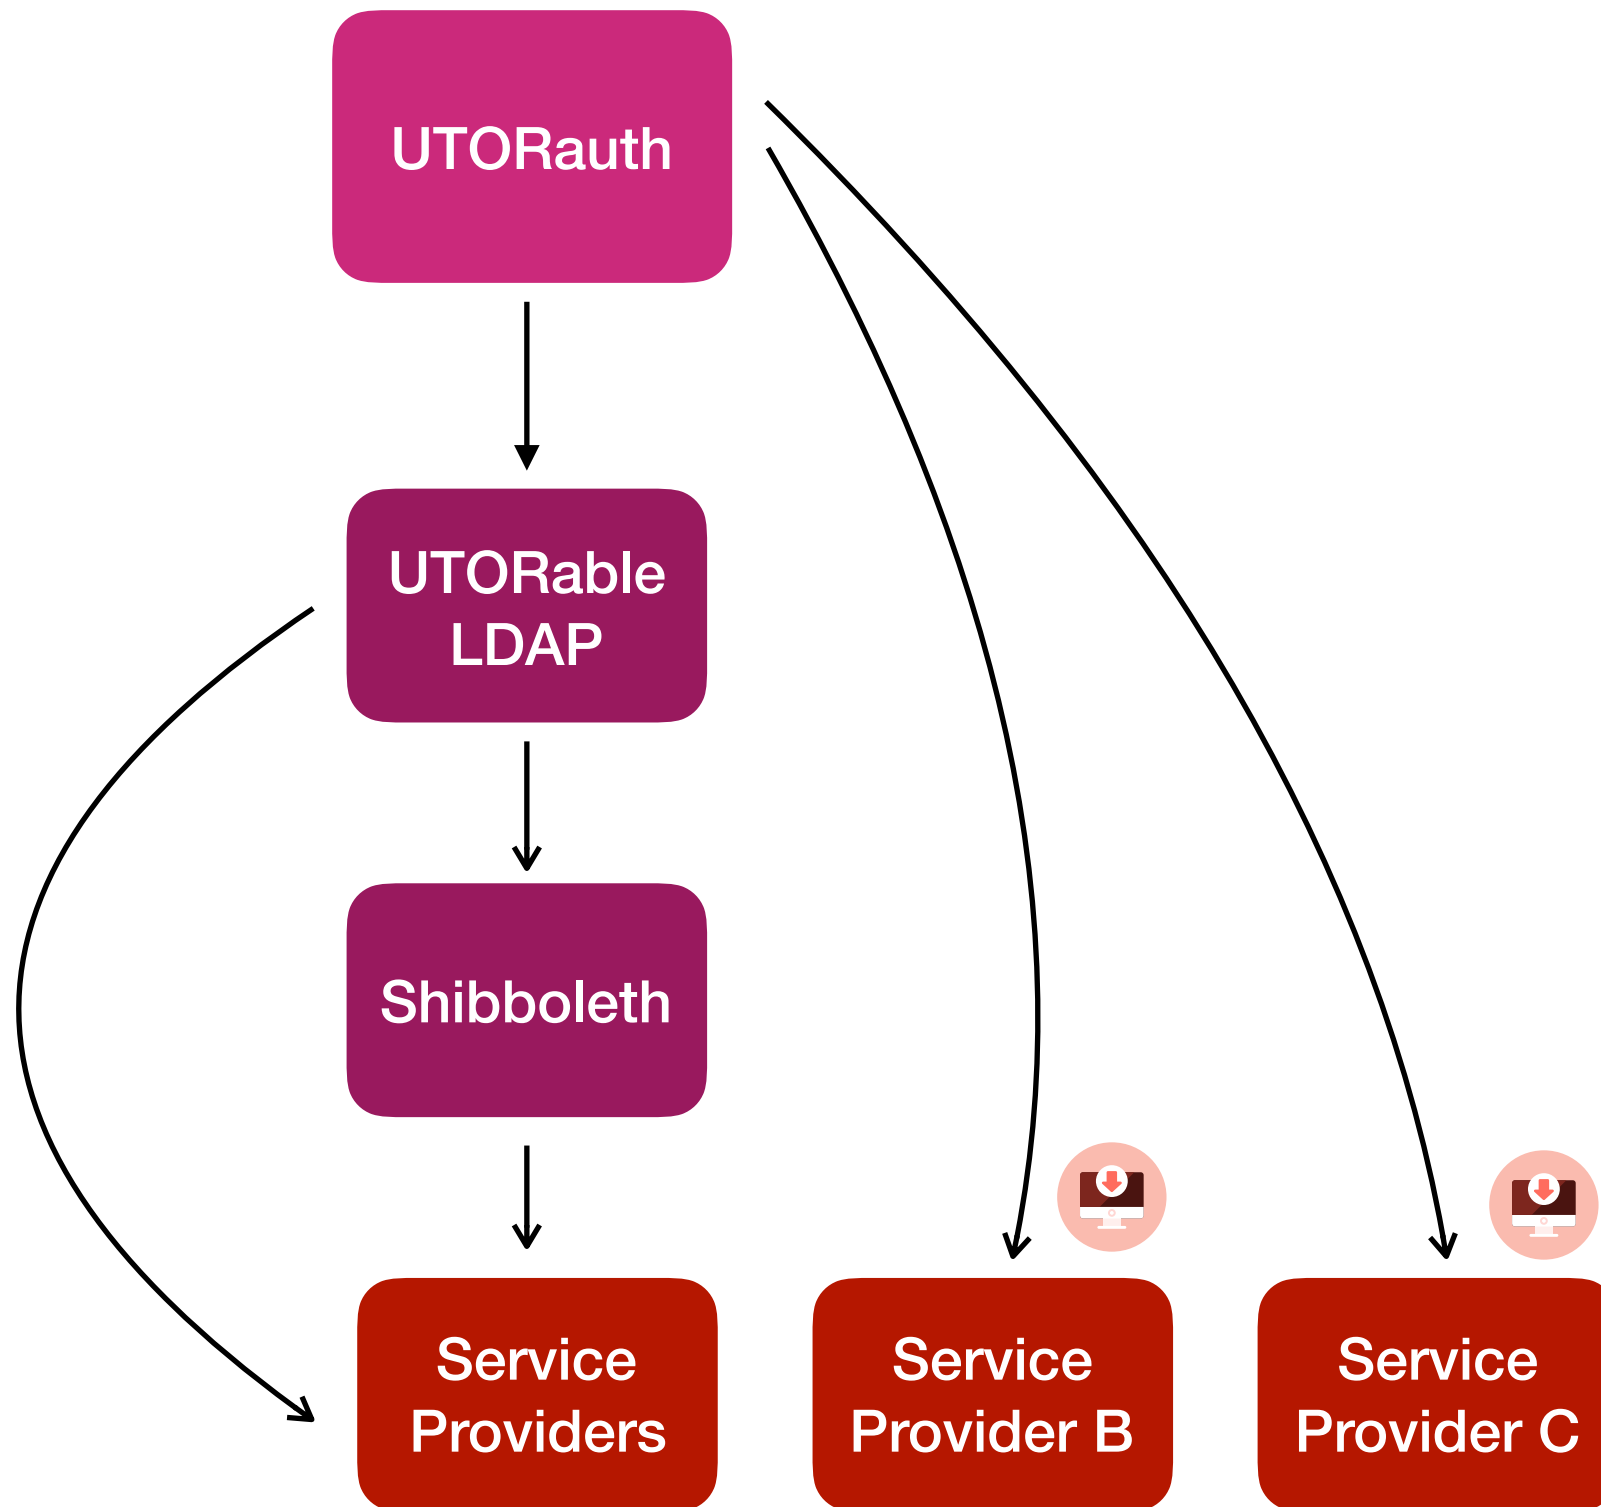 UTORauth
UTORable
LDAP
Shibboleth
Service
Providers
Service
Provider B
Service
Provider C